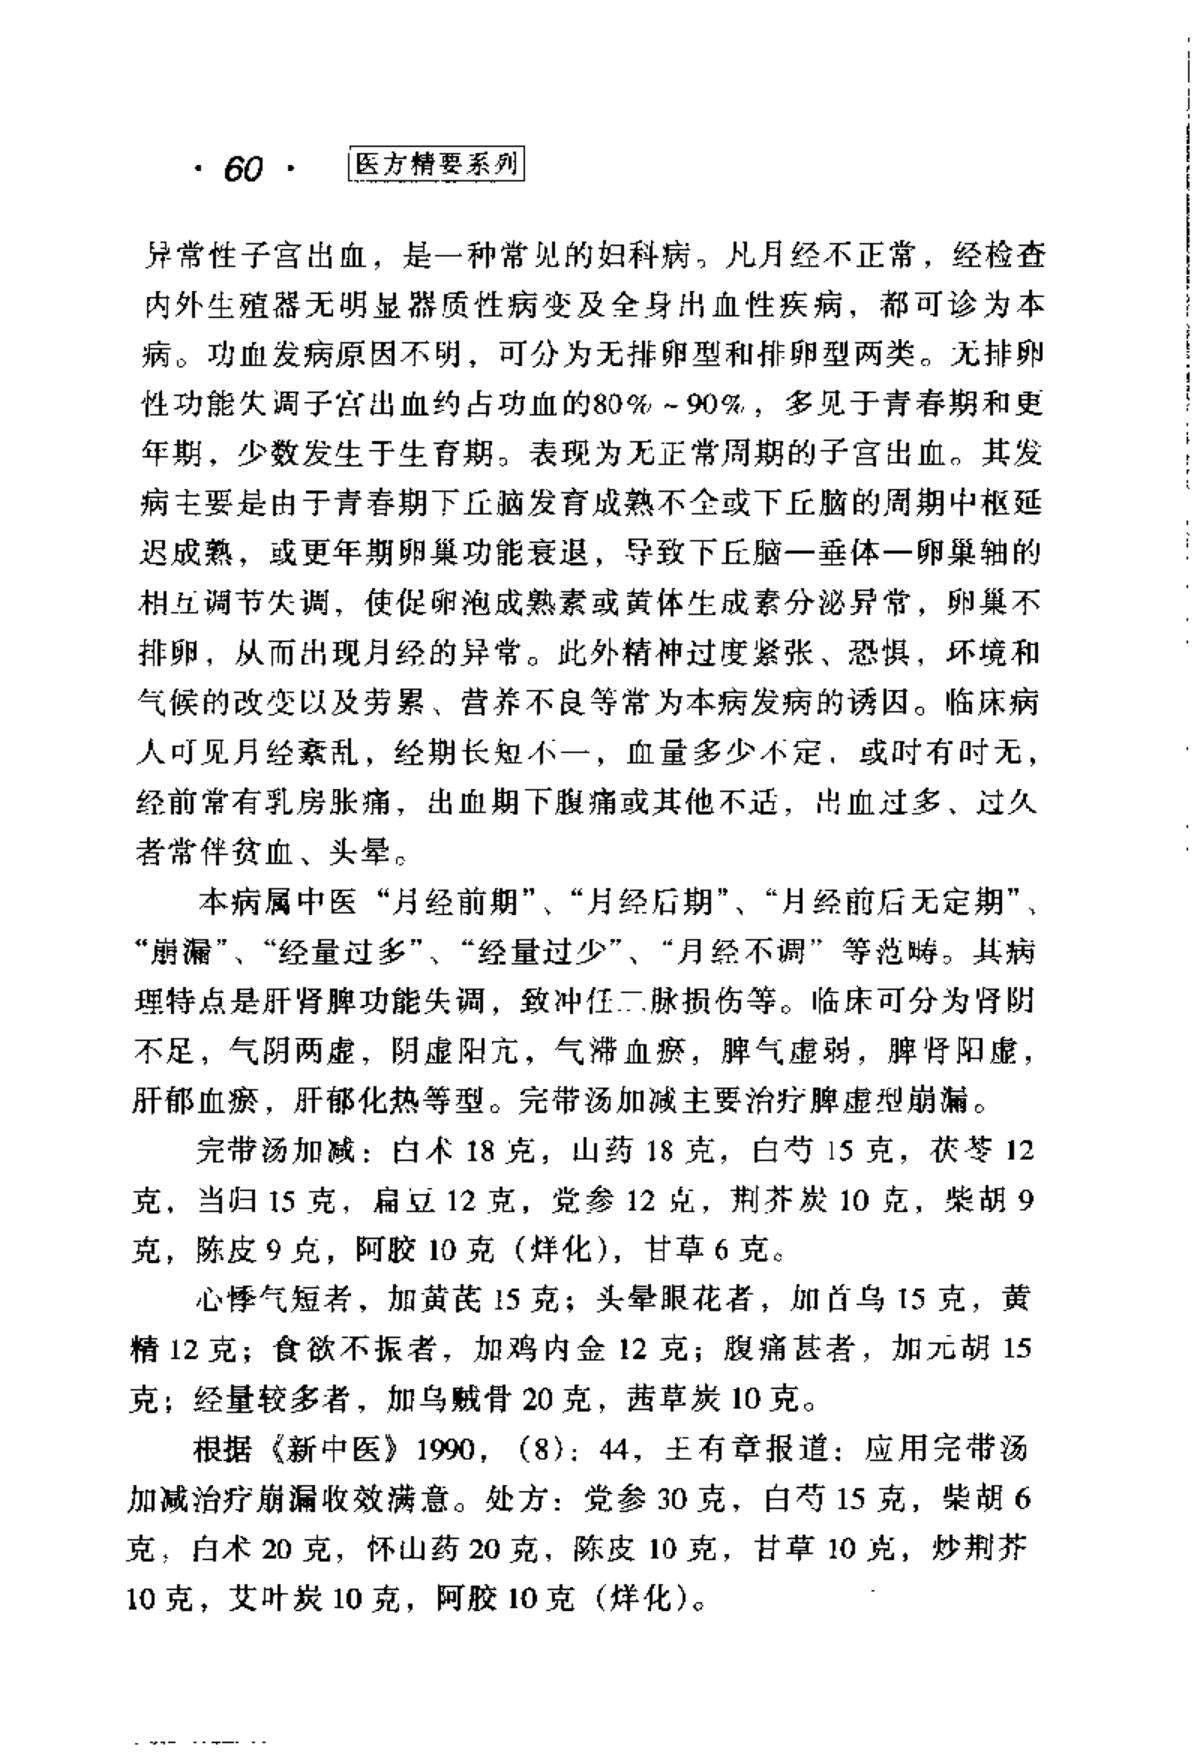 · 60 · 医方精要系列
异常性子宫出血，是一种常见的妇科病。凡月经不正常，经检查
内外生殖器无明显器质性病变及全身出血性疾病，都可诊为本
病。功血发病原因不明，可分为无排卵型和排卵型两类。无排卵
性功能失调子宫出血约占功血的80%～90%，多见于青春期和更
年期，少数发生于生育期。表现为无正常周期的子宫出血。其发
病主要是由于青春期下丘脑发育成熟不全或下丘脑的周期中枢延
迟成熟，或更年期卵巢功能衰退，导致下丘脑—垂体—卵巢轴的
相互调节失调，使促卵泡成熟素或黄体生成素分泌异常，卵巢不
排卵，从而出现月经的异常。此外精神过度紧张、恐惧，环境和
气候的改变以及劳累、营养不良等常为本病发病的诱因。临床病
人可见月经紊乱，经期长短不一，血量多少不定，或时有时无，
经前常有乳房胀痛，出血期下腹痛或其他不适，出血过多、过久
者常伴贫血、头晕。
本病属中医“月经前期”、“月经后期”、“月经前后无定期”、
“崩漏”、“经量过多”、“经量过少”、“月经不调”等范畴。其病
理特点是肝肾脾功能失调，致冲任二脉损伤等。临床可分为肾阴
不足，气阴两虚，阴虚阳亢，气滞血瘀，脾气虚弱，脾肾阳虚，
肝郁血瘀，肝郁化热等型。完带汤加减主要治疗脾虚型崩漏。
完带汤加减：白术 18 克，山药 18 克，白芍 15 克，茯苓 12
克，当归 15 克，扁豆 12 克，党参 12 克，荆芥炭 10 克，柴胡 9
克，陈皮 9 克，阿胶 10 克（烊化），甘草 6 克。
心悸气短者，加黄芪 15 克；头晕眼花者，加首乌 15 克，黄
精 12 克；食欲不振者，加鸡内金 12 克；腹痛甚者，加元胡 15
克；经量较多者，加乌贼骨 20 克，茜草炭 10 克。
根据《新中医》1990，（8）：44，王有章报道：应用完带汤
加减治疗崩漏收效满意。处方：党参 30 克，白芍 15 克，柴胡 6
克，白术 20 克，怀山药 20 克，陈皮 10 克，甘草 10 克，炒荆芥
10 克，艾叶炭 10 克，阿胶 10 克（烊化）。